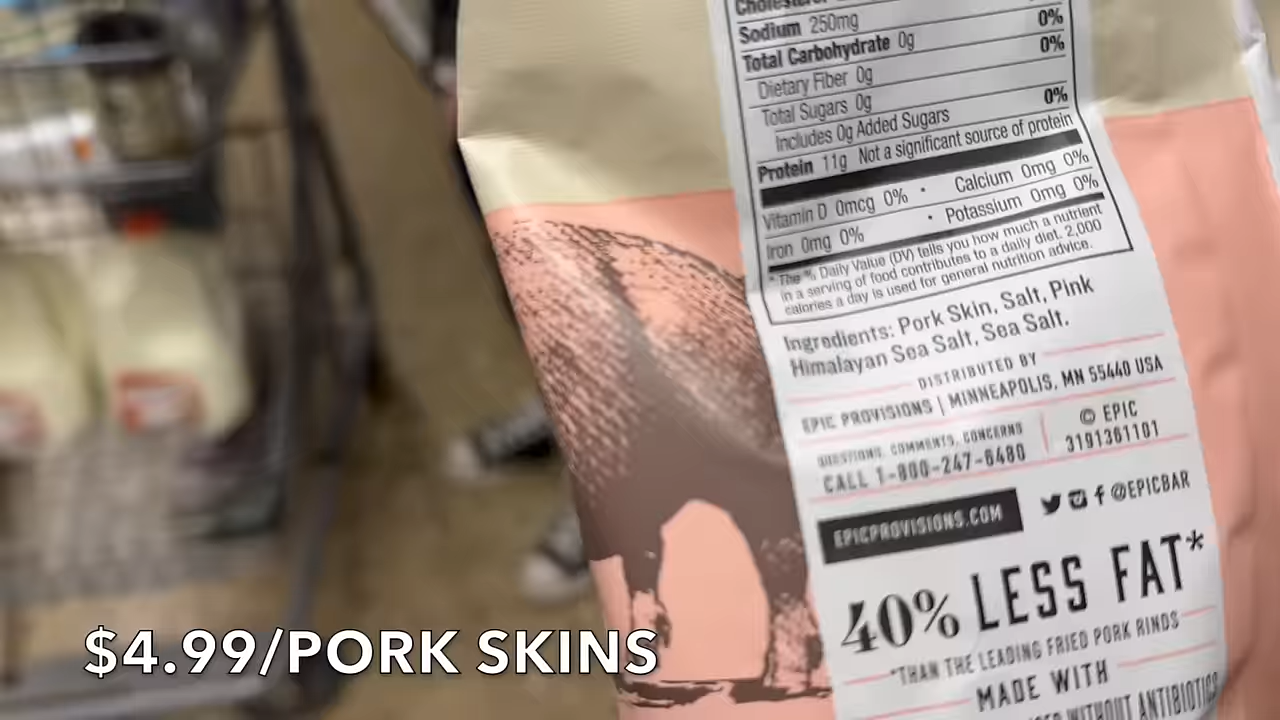 Cholesterol
Sodium 250mg 0%
Total Carbohydrate 0g 0%
Dietary Fiber 0g
Total Sugars 0g
Includes 0g Added Sugars 0%
Protein 11g Not a significant source of protein
Vitamin D 0mcg 0% • Calcium 0mg 0%
Iron 0mg 0% • Potassium 0mg 0%
* The % Daily Value (DV) tells you how much a nutrient
in a serving of food contributes to a daily diet. 2,000
calories a day is used for general nutrition advice.
Ingredients: Pork Skin, Salt, Pink
Himalayan Sea Salt, Sea Salt.
DISTRIBUTED BY
EPIC PROVISIONS | MINNEAPOLIS, MN 55440 USA
QUESTIONS, COMMENTS, CONCERNS
CALL 1-800-247-6480
© EPIC
3191361101
EPICPROVISIONS.COM
@EPICBAR
40% LESS FAT*
*THAN THE LEADING FRIED PORK RINDS
MADE WITH
WITHOUT ANTIBIOTICS
$4.99/PORK SKINS